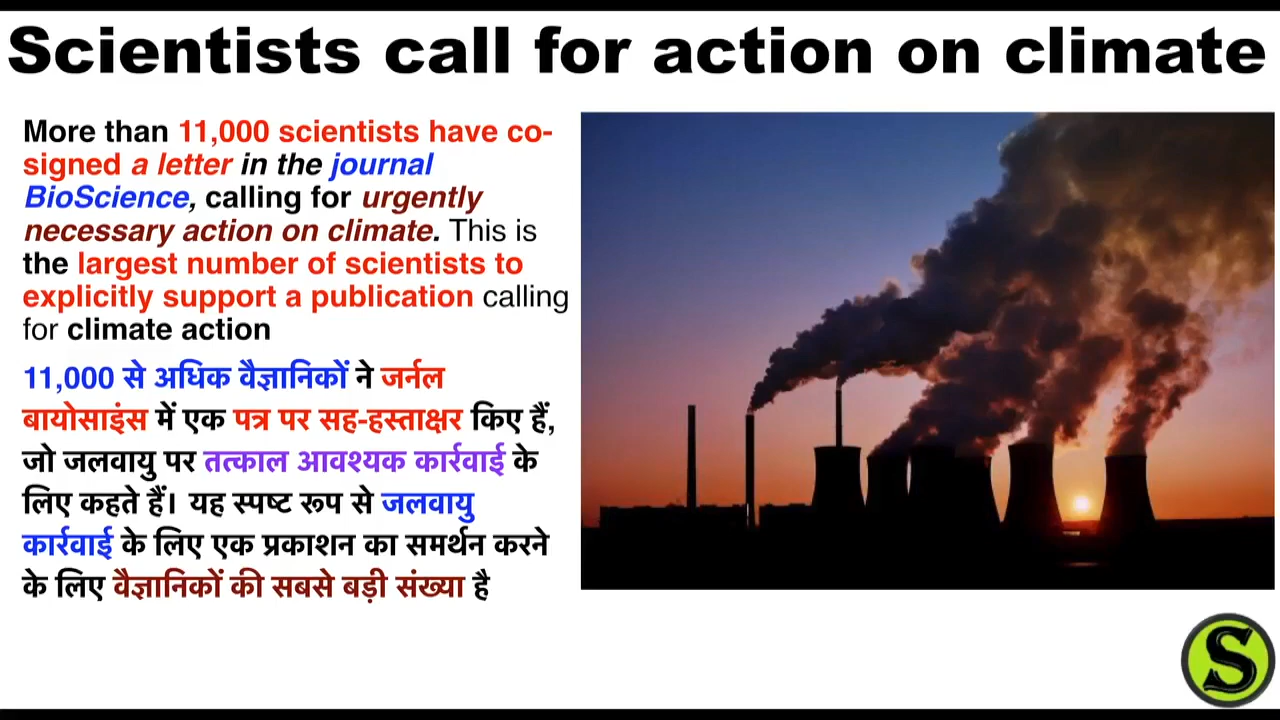 Scientists call for action on climate
More than 11,000 scientists have co-
signed a letter in the journal
BioScience, calling for urgently
necessary action on climate. This is
the largest number of scientists to
explicitly support a publication calling
for climate action
11,000 से अधिक वैज्ञानिकों ने जर्नल
बायोसाइंस में एक पत्र पर सह-हस्ताक्षर किए हैं,
जो जलवायु पर तत्काल आवश्यक कार्रवाई के
लिए कहते हैं। यह स्पष्ट रूप से जलवायु
कार्रवाई के लिए एक प्रकाशन का समर्थन करने
के लिए वैज्ञानिकों की सबसे बड़ी संख्या है
S